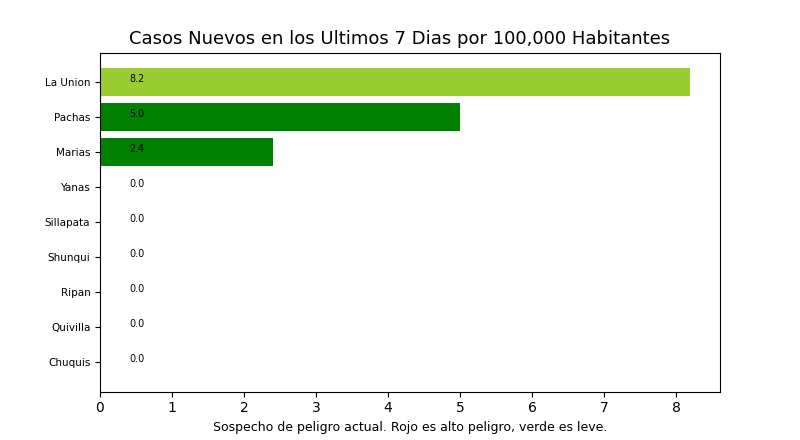 Casos Nuevos en los Ultimos 7 Dias por 100,000 Habitantes
La Union 8.2
Pachas 5.0
Marias 2.4
Yanas 0.0
Sillapata 0.0
Shunqui 0.0
Ripan 0.0
Quivilla 0.0
Chuquis 0.0
0 1 2 3 4 5 6 7 8
Sospecho de peligro actual. Rojo es alto peligro, verde es leve.